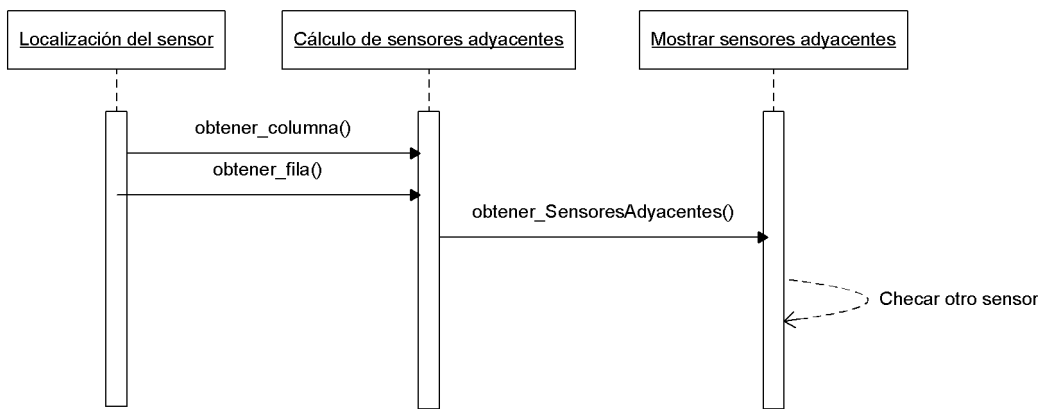 Localización del sensor
Cálculo de sensores adyacentes
Mostrar sensores adyacentes
obtener_columna()
obtener_fila()
obtener_SensoresAdyacentes()
Checar otro sensor